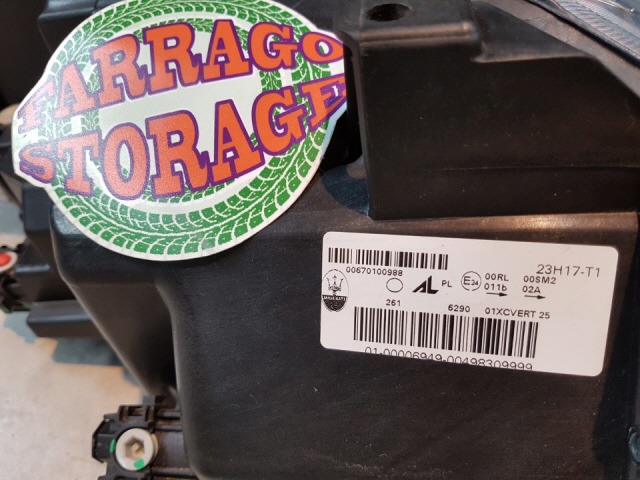 FARRAGO
STORAGE
00670100988
23H17-T1
MASERATI
AL PL E24 00RL 00SM2
011b 02A
261 6290 01XCVERT 25
01-00006949-00498309999